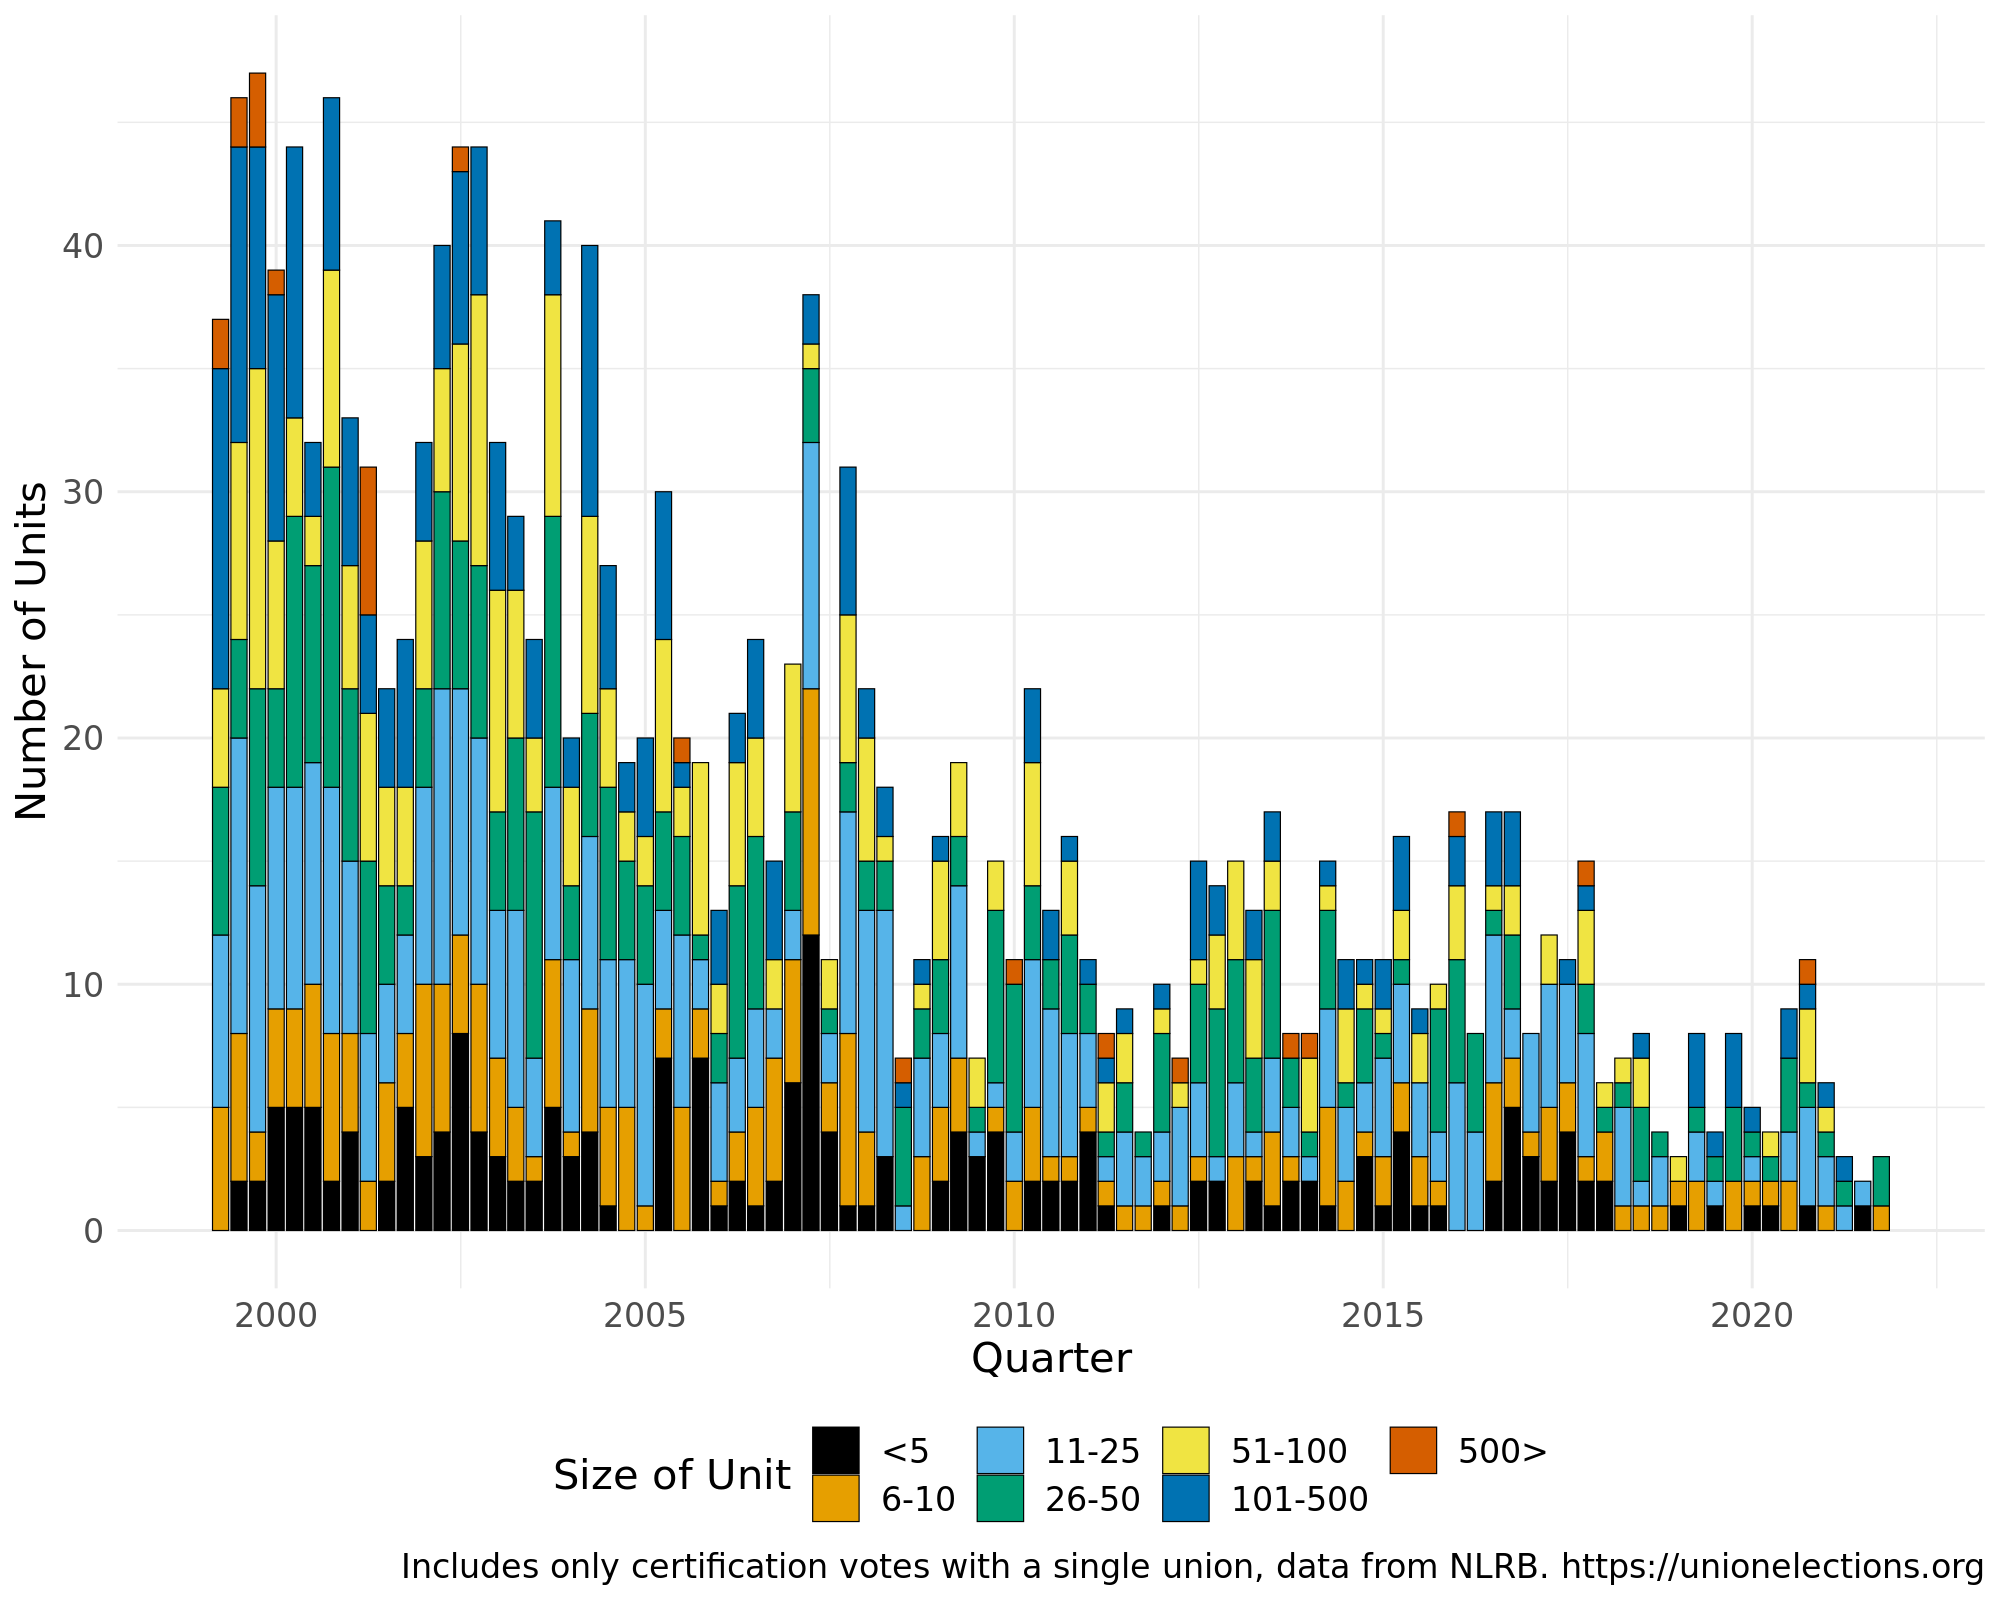 Number of Units
40
30
20
10
0
2000 2005 2010 2015 2020
Quarter
Size of Unit
<5 11-25 51-100 500>
6-10 26-50 101-500
Includes only certification votes with a single union, data from NLRB. https://unionelections.org